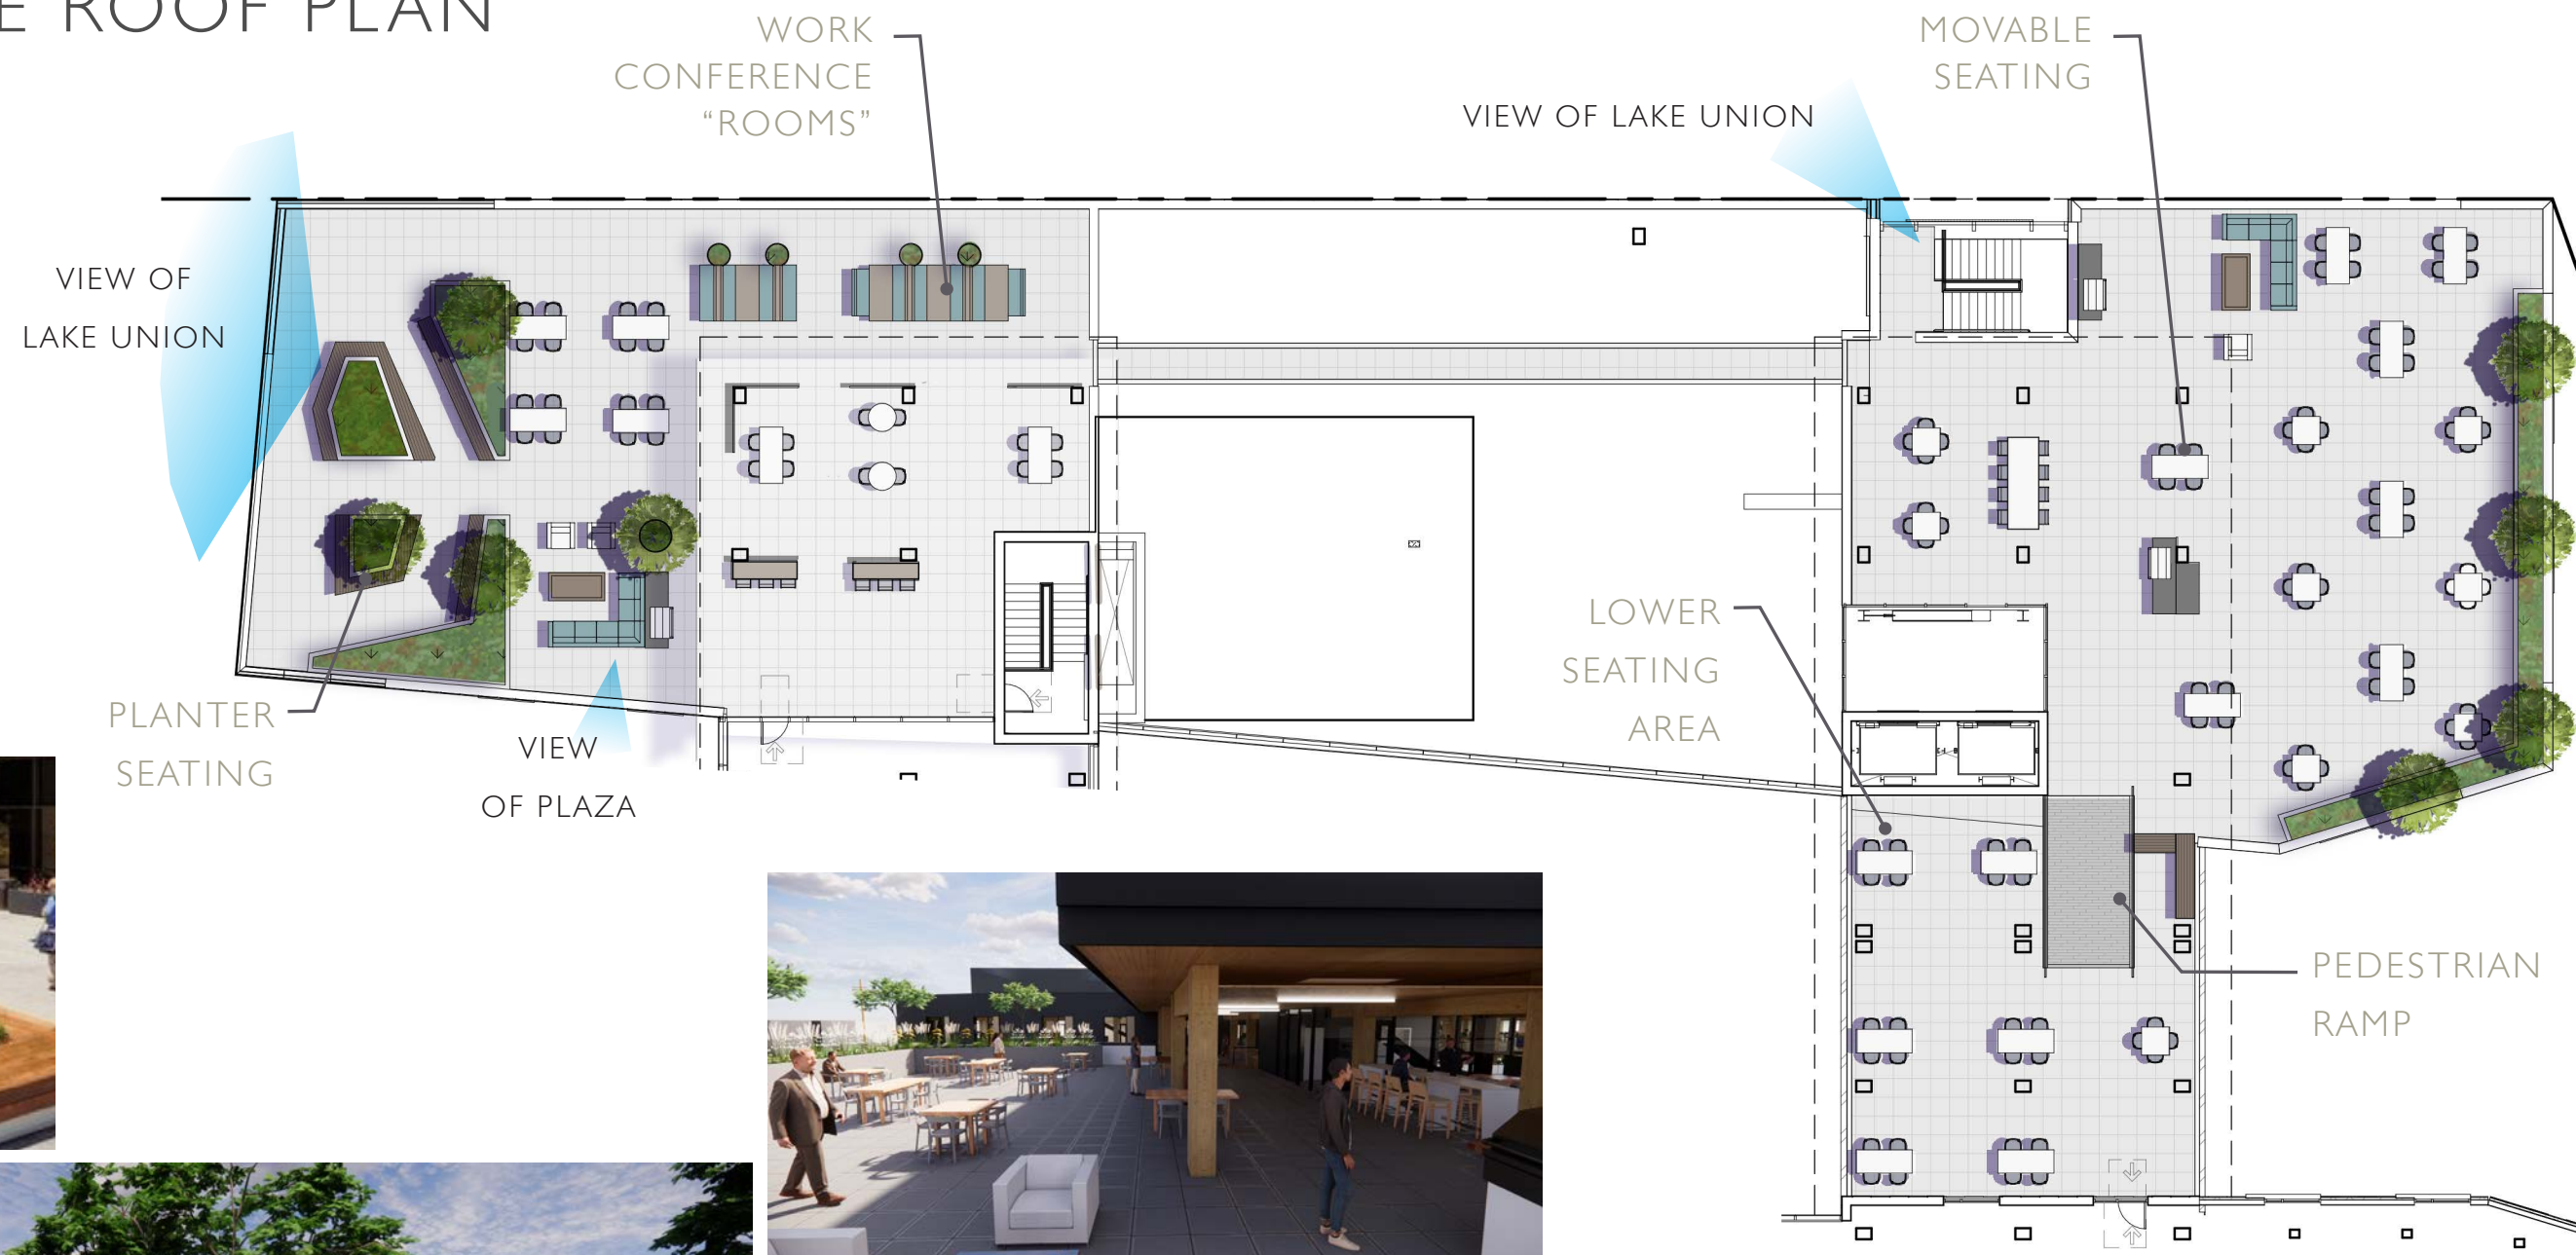 E ROOF PLAN
WORK
CONFERENCE
“ROOMS”
MOVABLE
SEATING
VIEW OF LAKE UNION
VIEW OF
LAKE UNION
LOWER
SEATING
AREA
PLANTER
SEATING
VIEW
OF PLAZA
PEDESTRIAN
RAMP